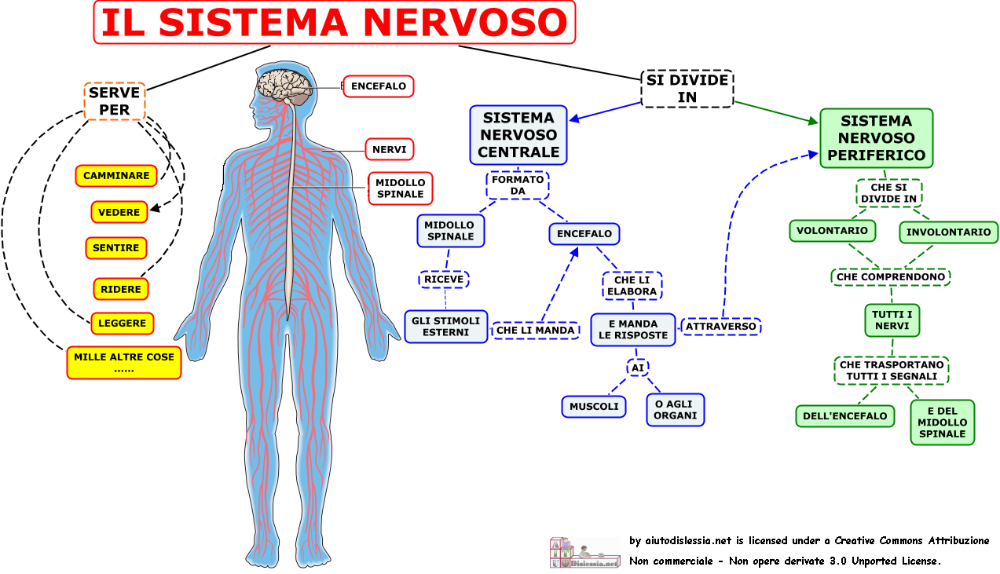 IL SISTEMA NERVOSO
SERVE
PER
CAMMINARE
VEDERE
SENTIRE
RIDERE
LEGGERE
MILLE ALTRE COSE
......
ENCEFALO
NERVI
MIDOLLO
SPINALE
SI DIVIDE
IN
SISTEMA
NERVOSO
CENTRALE
FORMATO
DA
MIDOLLO
SPINALE
RICEVE
GLI STIMOLI
ESTERNI
CHE LI MANDA
ENCEFALO
CHE LI
ELABORA
E MANDA
LE RISPOSTE
ATTRAVERSO
AI
MUSCOLI
O AGLI
ORGANI
SISTEMA
NERVOSO
PERIFERICO
CHE SI
DIVIDE IN
VOLONTARIO
INVOLONTARIO
CHE COMPRENDONO
TUTTI I
NERVI
CHE TRASPORTANO
TUTTI I SEGNALI
DELL'ENCEFALO
E DEL
MIDOLLO
SPINALE
AIUTO
Dislessia.net
by aiutodislessia.net is licensed under a Creative Commons Attribuzione
Non commerciale - Non opere derivate 3.0 Unported License.